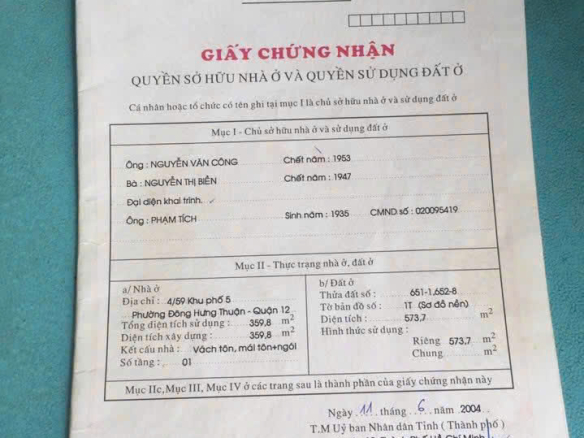 GIẤY CHỨNG NHẬN
QUYỀN SỞ HỮU NHÀ Ở VÀ QUYỀN SỬ DỤNG ĐẤT Ở
Cá nhân hoặc tổ chức có tên ghi tại mục I là chủ sở hữu nhà ở và sử dụng đất ở
Mục I - Chủ sở hữu nhà ở và sử dụng đất ở
Ông : NGUYỄN VĂN CÔNG Chết năm : 1953
Bà : NGUYỄN THỊ BIÊN Chết năm : 1947
Đại diện khai trình.
Ông : PHẠM TÍCH Sinh năm : 1935 CMND số : 020095419
Mục II - Thực trạng nhà ở, đất ở
a/ Nhà ở
Địa chỉ : 4/59 Khu phố 5
Phường Đông Hưng Thuận - Quận 12
Tổng diện tích sử dụng : 359,8 m2
Diện tích xây dựng : 359,8 m2
Kết cấu nhà : Vách tôn, mái tôn+ngói
Số tầng : 01
b/ Đất ở
Thửa đất số : 651-1,652-8
Tờ bản đồ số : 1T (Sơ đồ nền)
Diện tích : 573,7 m2
Hình thức sử dụng :
Riêng 573,7 m2
Chung m2
Mục IIc, Mục III, Mục IV ở các trang sau là thành phần của giấy chứng nhận này
Ngày 11 tháng 6 năm 2004
T.M Uỷ ban Nhân dân Tỉnh ( Thành phố )